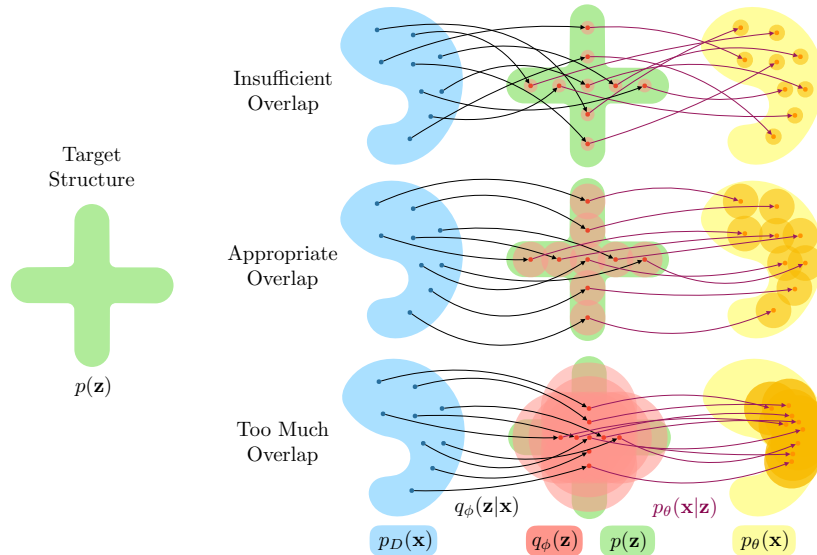 Insufficient
Overlap
Target
Structure
p(z)
Appropriate
Overlap
Too Much
Overlap
qϕ(z|x)
pθ(x|z)
pD(x)
qϕ(z)
p(z)
pθ(x)